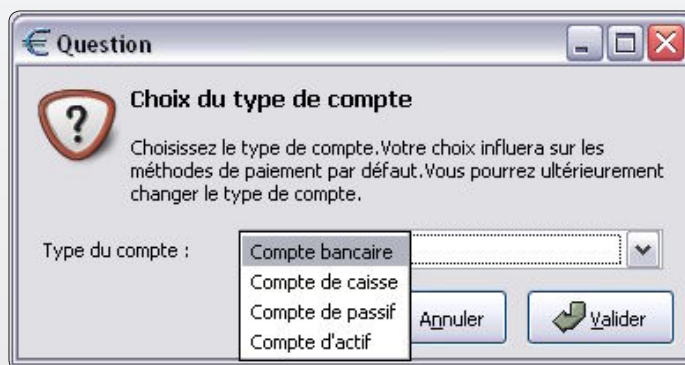 Question
Choix du type de compte
Choisissez le type de compte.Votre choix influera sur les
méthodes de paiement par défaut.Vous pourrez ultérieurement
changer le type de compte.
Type du compte :
Compte bancaire
Compte de caisse
Compte de passif
Compte d'actif
Annuler
Valider